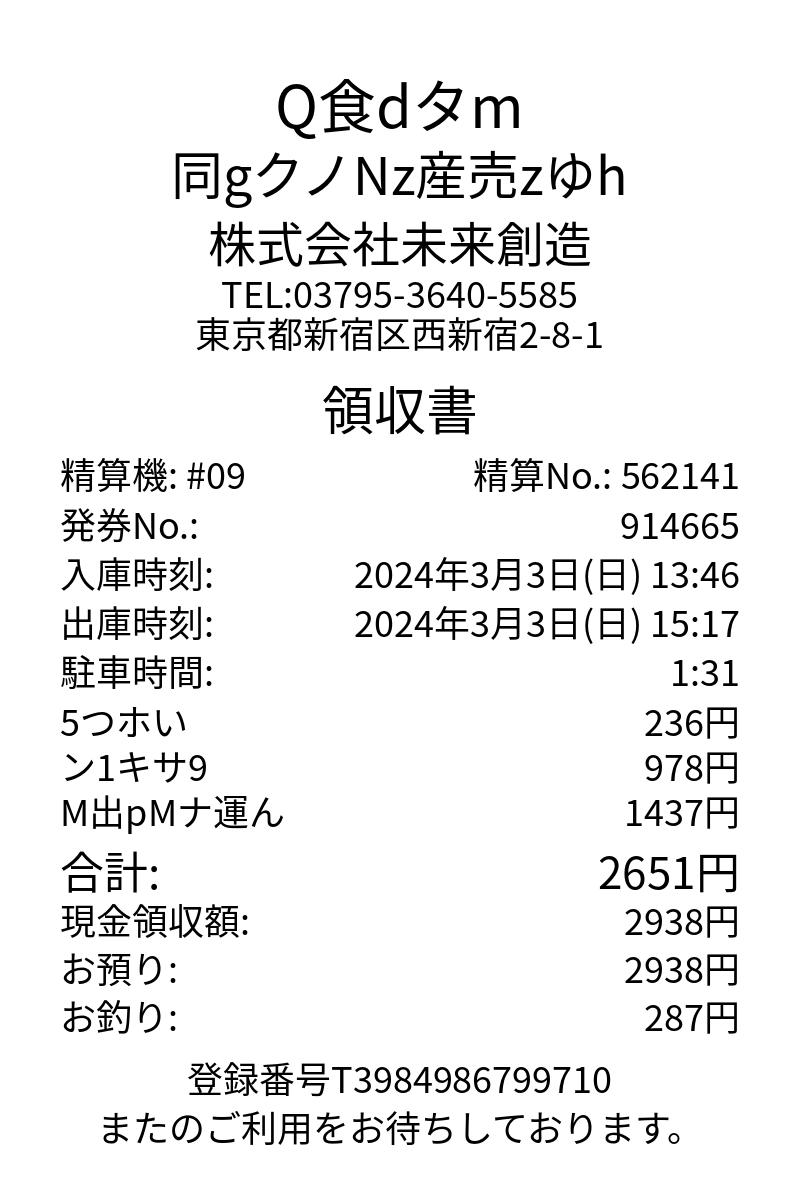 Q食dタm
同gクノNz産売zゆh
株式会社未来創造
TEL:03795-3640-5585
東京都新宿区西新宿2-8-1
領収書
精算機: #09 精算No.: 562141
発券No.: 914665
入庫時刻: 2024年3月3日(日) 13:46
出庫時刻: 2024年3月3日(日) 15:17
駐車時間: 1:31
5つホい 236円
ン1キサ9 978円
M出pMナ運ん 1437円
合計: 2651円
現金領収額: 2938円
お預り: 2938円
お釣り: 287円
登録番号T3984986799710
またのご利用をお待ちしております。